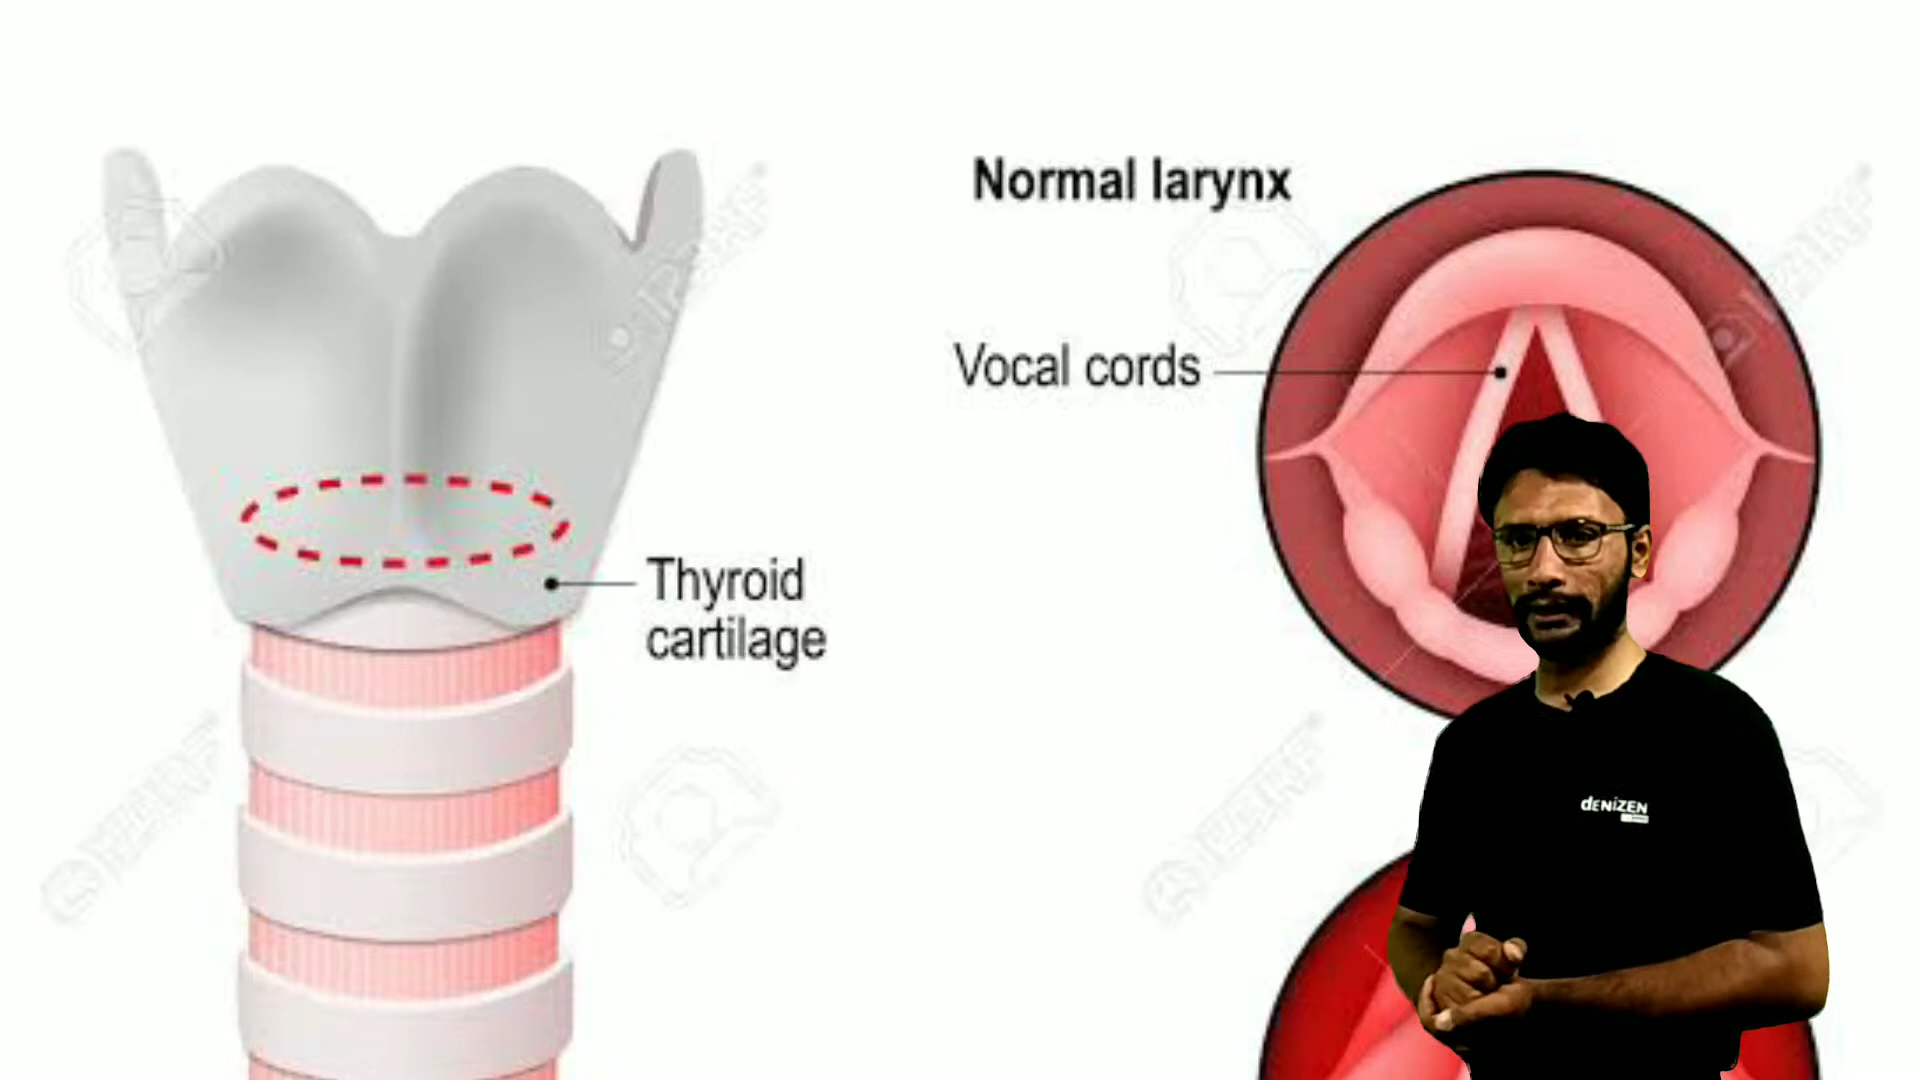 Normal larynx
Vocal cords
Thyroid
cartilage
dENiZEN